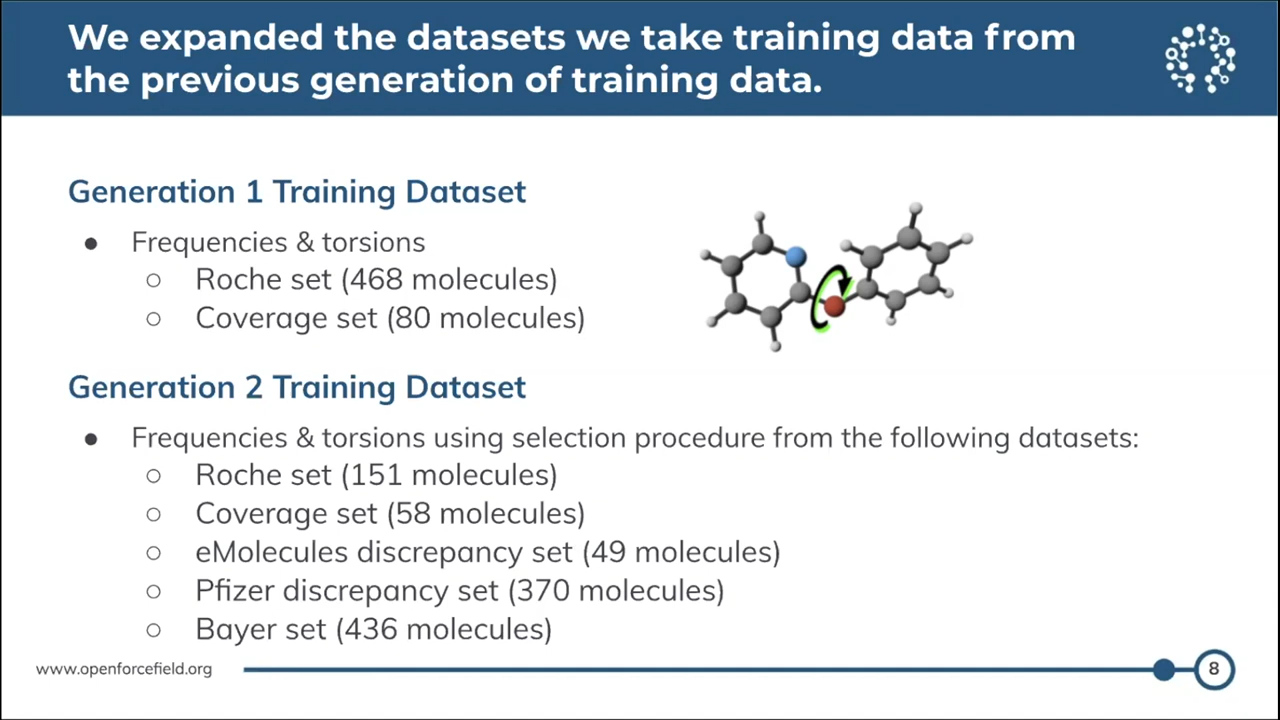 We expanded the datasets we take training data from
the previous generation of training data.
Generation 1 Training Dataset
● Frequencies & torsions
○ Roche set (468 molecules)
○ Coverage set (80 molecules)
Generation 2 Training Dataset
● Frequencies & torsions using selection procedure from the following datasets:
○ Roche set (151 molecules)
○ Coverage set (58 molecules)
○ eMolecules discrepancy set (49 molecules)
○ Pfizer discrepancy set (370 molecules)
○ Bayer set (436 molecules)
www.openforcefield.org
8